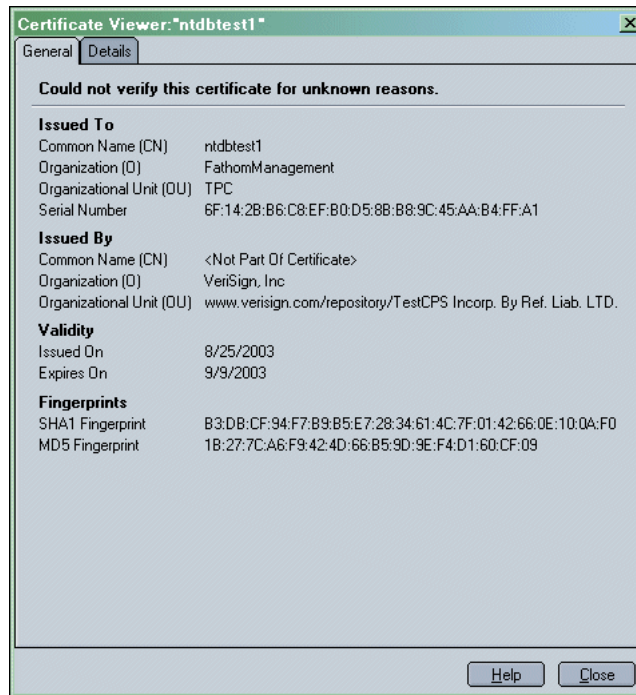 Certificate Viewer:"ntdbtest1"
General Details
Could not verify this certificate for unknown reasons.
Issued To
Common Name (CN) ntdbtest1
Organization (O) FathomManagement
Organizational Unit (OU) TPC
Serial Number 6F:14:2B:B6:C8:EF:B0:D5:8B:B8:9C:45:AA:B4:FF:A1
Issued By
Common Name (CN) <Not Part Of Certificate>
Organization (O) VeriSign, Inc
Organizational Unit (OU) www.verisign.com/repository/TestCPS Incorp. By Ref. Liab. LTD.
Validity
Issued On 8/25/2003
Expires On 9/9/2003
Fingerprints
SHA1 Fingerprint B3:DB:CF:94:F7:B9:B5:E7:28:34:61:4C:7F:01:42:66:0E:10:0A:F0
MD5 Fingerprint 1B:27:7C:A6:F9:42:4D:66:B5:9D:9E:F4:D1:60:CF:09
Help Close